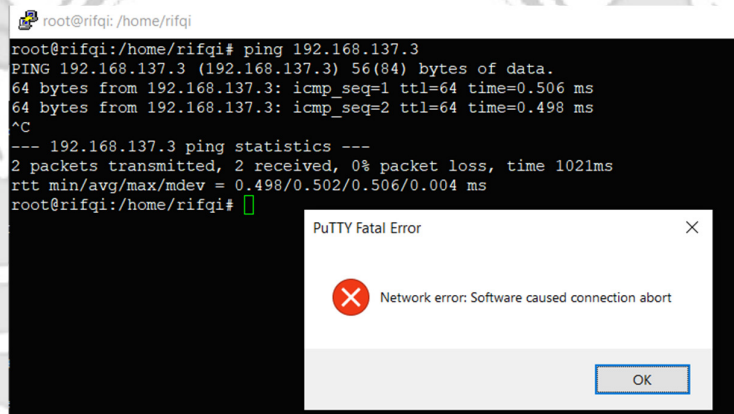 root@rifqi: /home/rifqi
root@rifqi:/home/rifqi# ping 192.168.137.3
PING 192.168.137.3 (192.168.137.3) 56(84) bytes of data.
64 bytes from 192.168.137.3: icmp_seq=1 ttl=64 time=0.506 ms
64 bytes from 192.168.137.3: icmp_seq=2 ttl=64 time=0.498 ms
^C
--- 192.168.137.3 ping statistics ---
2 packets transmitted, 2 received, 0% packet loss, time 1021ms
rtt min/avg/max/mdev = 0.498/0.502/0.506/0.004 ms
root@rifqi:/home/rifqi#
PuTTY Fatal Error
Network error: Software caused connection abort
OK